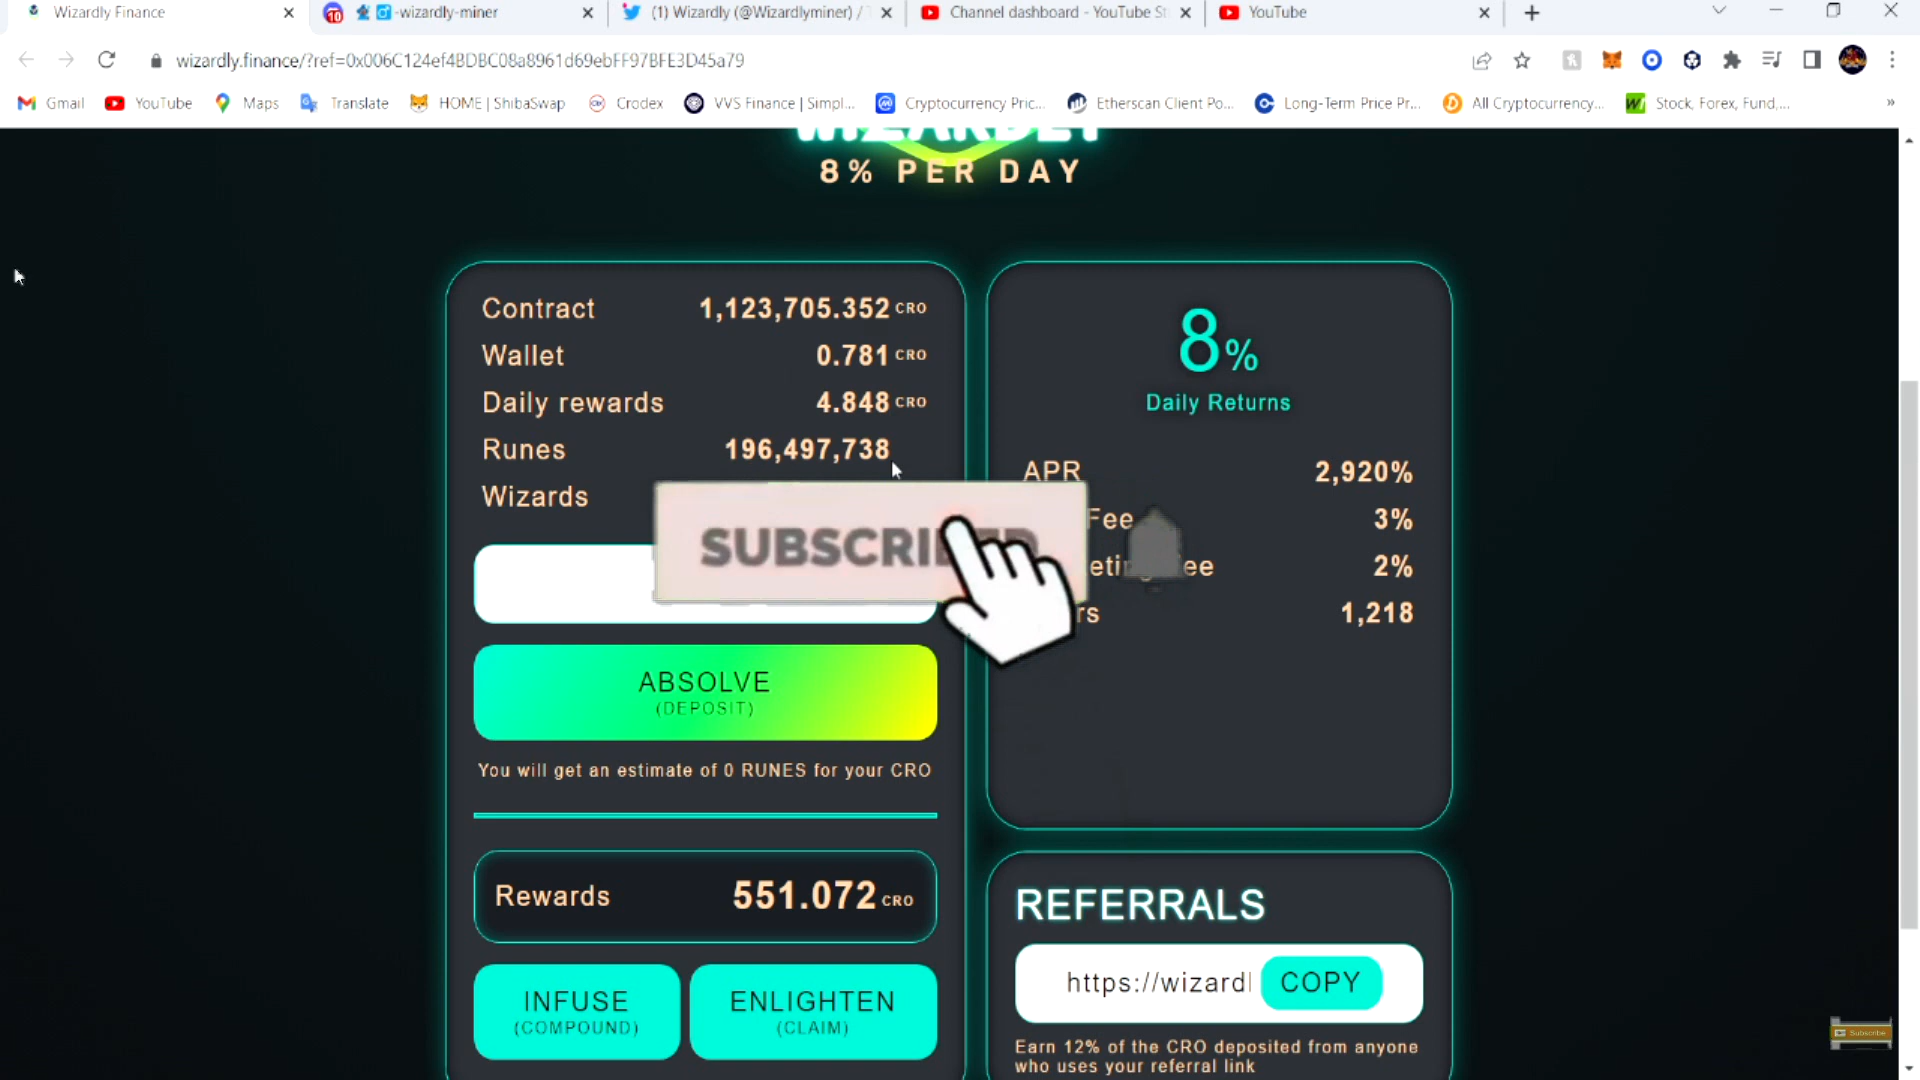 Wizardly Finance
10
-wizardly-miner
(1) Wizardly (@Wizardlyminer) /
Channel dashboard - YouTube St
YouTube
wizardly.finance/?ref=0x006C124ef4BDBC08a8961d69ebFF97BFE3D45a79
Gmail
YouTube
Maps
Translate
HOME | ShibaSwap
Crodex
VVS Finance | Simpl...
Cryptocurrency Pric...
Etherscan Client Po...
Long-Term Price Pr...
All Cryptocurrency...
Stock, Forex, Fund,...
8% PER DAY
Contract 1,123,705.352 CRO
Wallet 0.781 CRO
Daily rewards 4.848 CRO
Runes 196,497,738
Wizards
SUBSCRIBED
ABSOLVE
(DEPOSIT)
You will get an estimate of 0 RUNES for your CRO
Rewards 551.072 CRO
INFUSE
(COMPOUND)
ENLIGHTEN
(CLAIM)
8%
Daily Returns
APR 2,920%
Fee 3%
2%
1,218
REFERRALS
https://wizardl
COPY
Earn 12% of the CRO deposited from anyone
who uses your referral link
Subscribe